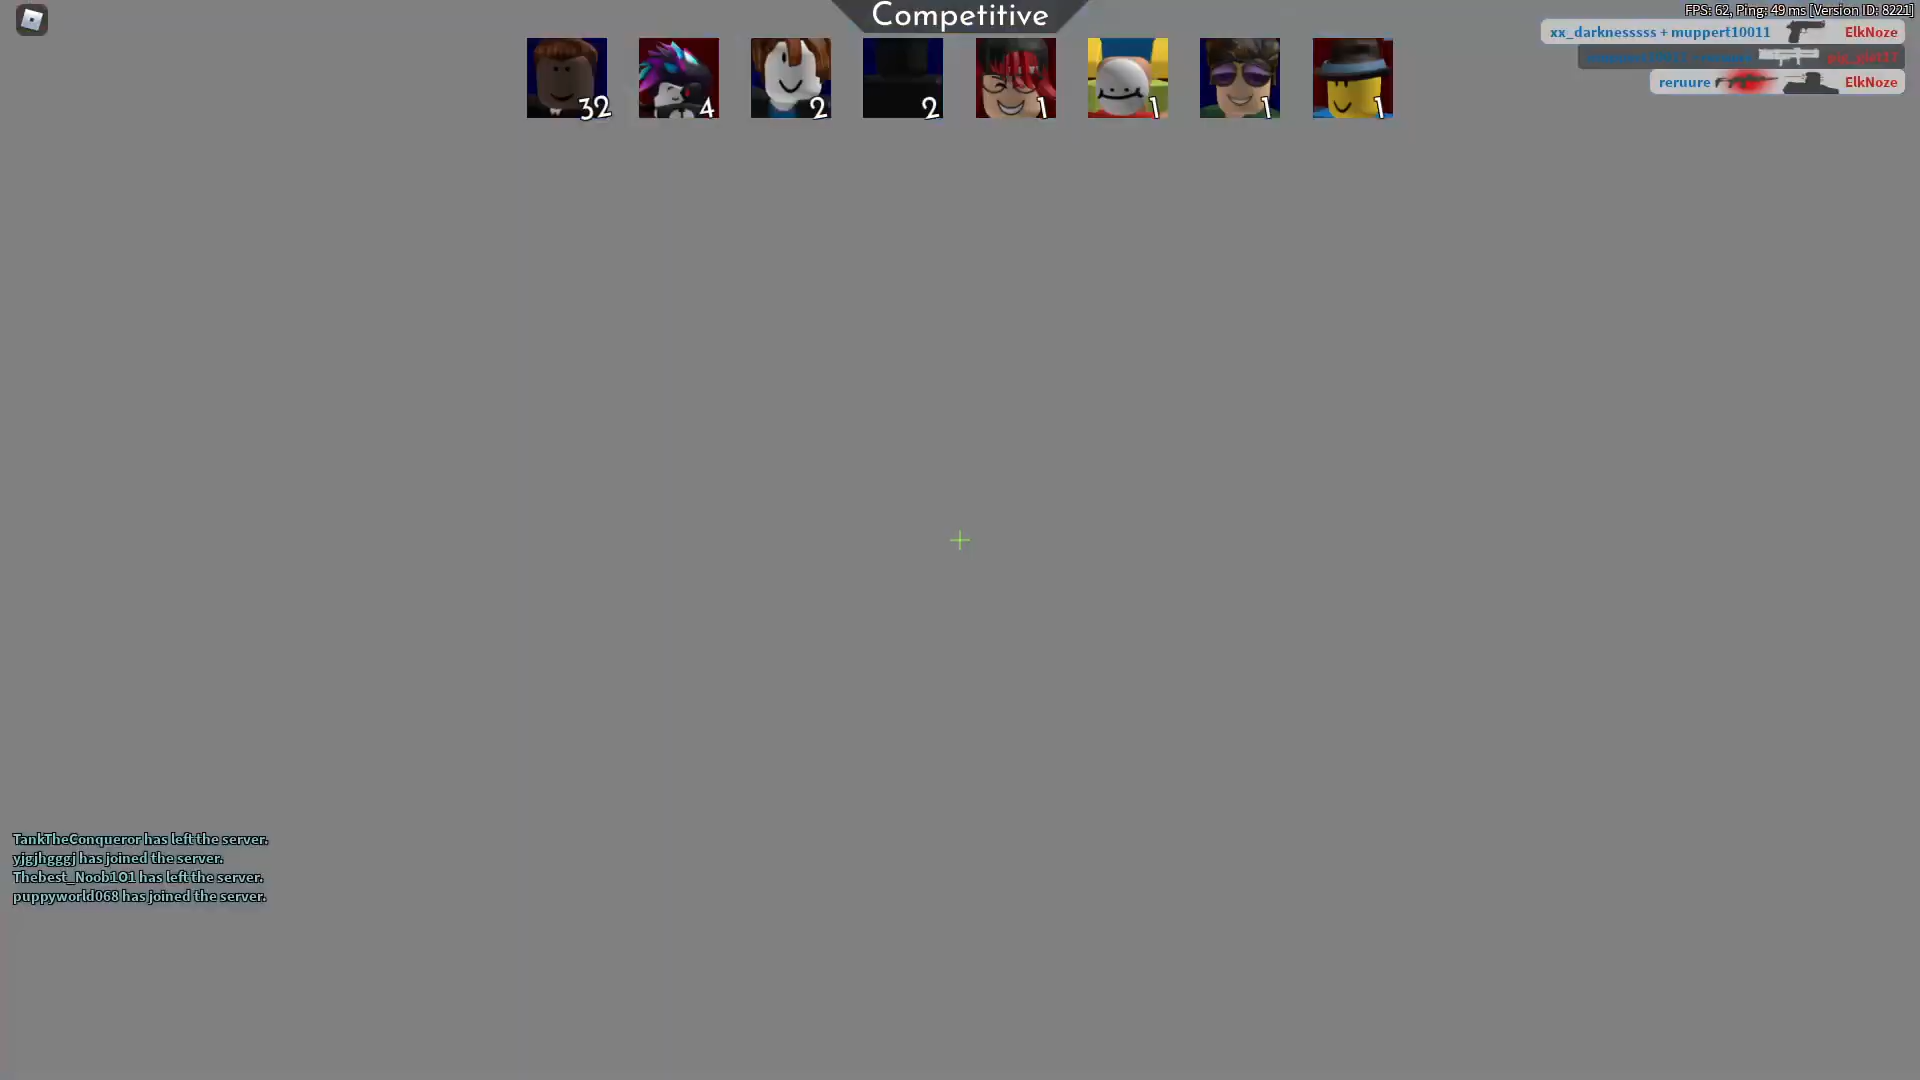 Competitive
FPS: 62, Ping: 49 ms [Version ID: 8221]
xx_darknesssss + muppert10011 ElkNoze
reruure ElkNoze
32 4 2 2 1 1 1 1
TankTheConqueror has left the server.
yjgjhgggj has joined the server.
Thebest_Noob1O1 has left the server.
puppyworld068 has joined the server.